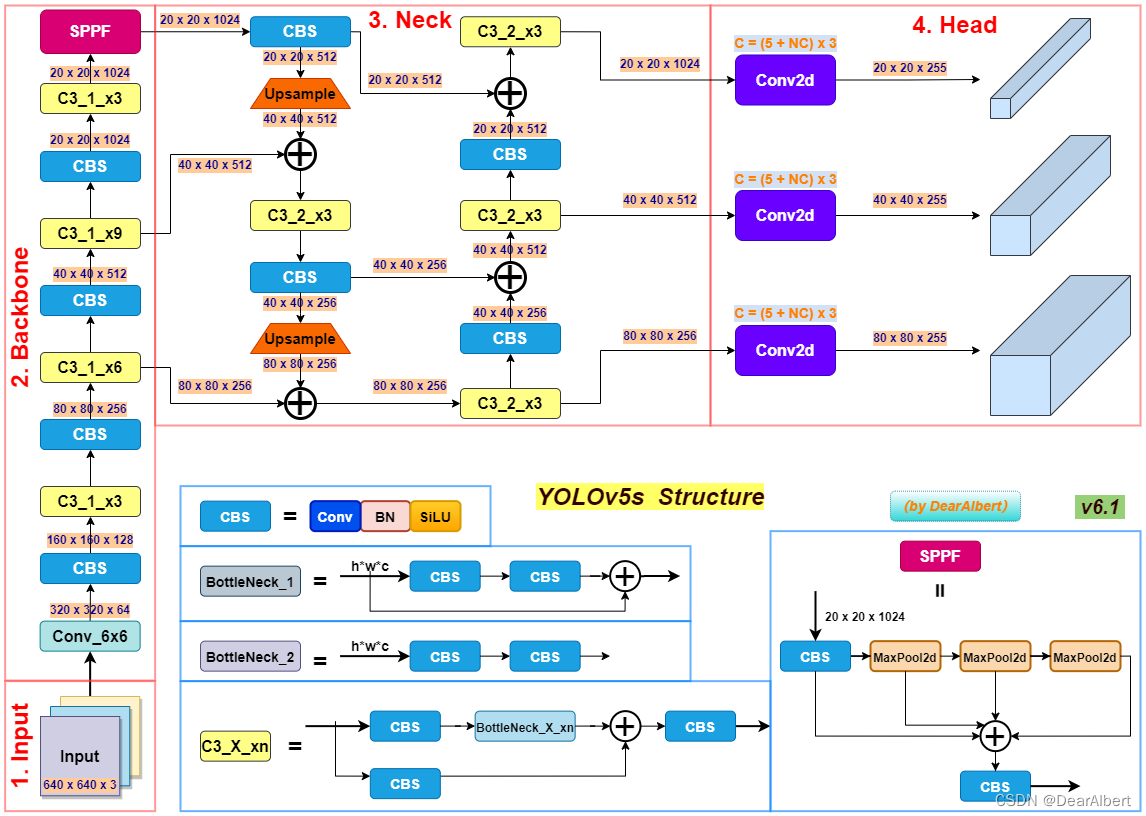 3. Neck
4. Head
2. Backbone
1. Input
SPPF
20 x 20 x 1024
C3_1_x3
20 x 20 x 1024
CBS
C3_1_x9
40 x 40 x 512
CBS
C3_1_x6
80 x 80 x 256
CBS
C3_1_x3
160 x 160 x 128
CBS
320 x 320 x 64
Conv_6x6
Input
640 x 640 x 3
20 x 20 x 1024
CBS
20 x 20 x 512
Upsample
40 x 40 x 512
40 x 40 x 512
C3_2_x3
CBS
40 x 40 x 256
Upsample
80 x 80 x 256
80 x 80 x 256
20 x 20 x 512
40 x 40 x 256
80 x 80 x 256
C3_2_x3
20 x 20 x 512
CBS
C3_2_x3
40 x 40 x 512
40 x 40 x 256
CBS
C3_2_x3
20 x 20 x 1024
40 x 40 x 512
80 x 80 x 256
C = (5 + NC) x 3
Conv2d
20 x 20 x 255
C = (5 + NC) x 3
Conv2d
40 x 40 x 255
C = (5 + NC) x 3
Conv2d
80 x 80 x 255
YOLOv5s Structure
(by DearAlbert)
v6.1
CBS = Conv BN SiLU
BottleNeck_1 = h*w*c CBS CBS
BottleNeck_2 = h*w*c CBS CBS
C3_X_xn = CBS BottleNeck_X_xn CBS
CBS
SPPF
=
20 x 20 x 1024
CBS MaxPool2d MaxPool2d MaxPool2d
CBS
CSDN @DearAlbert